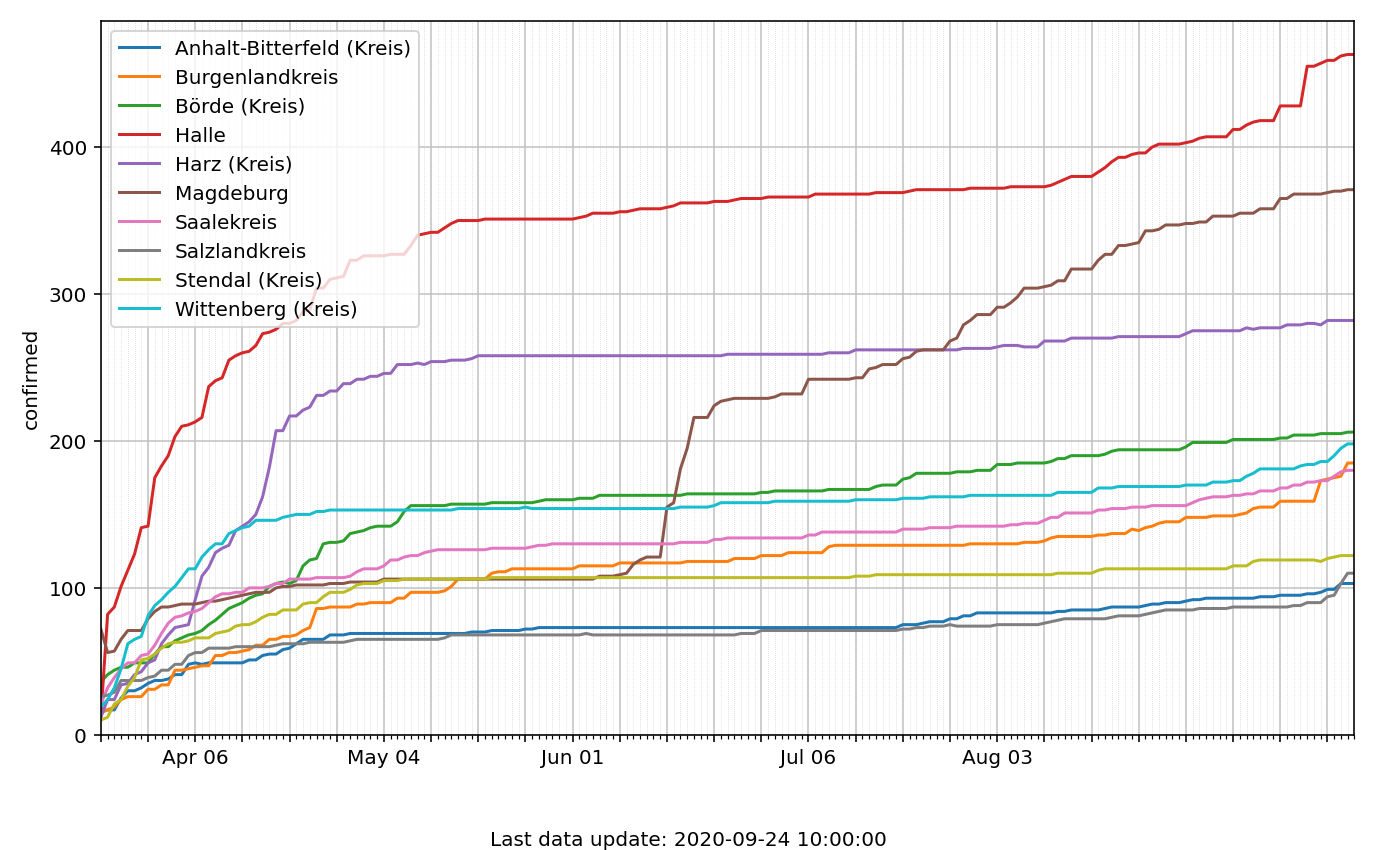 Anhalt-Bitterfeld (Kreis)
Burgenlandkreis
Börde (Kreis)
Halle
Harz (Kreis)
Magdeburg
Saalekreis
Salzlandkreis
Stendal (Kreis)
Wittenberg (Kreis)
confirmed
400
300
200
100
0
Apr 06 May 04 Jun 01 Jul 06 Aug 03
Last data update: 2020-09-24 10:00:00